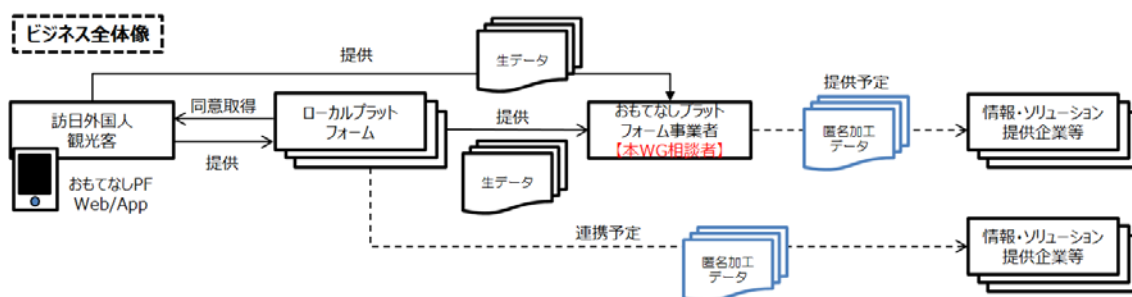 ビジネス全体像
提供
生データ
訪日外国人
観光客
同意取得
提供
ローカルプラット
フォーム
提供
生データ
おもてなしプラット
フォーム事業者
【本WG相談者】
提供予定
匿名加工
データ
情報・ソリューション
提供企業等
おもてなしPF
Web/App
連携予定
匿名加工
データ
情報・ソリューション
提供企業等